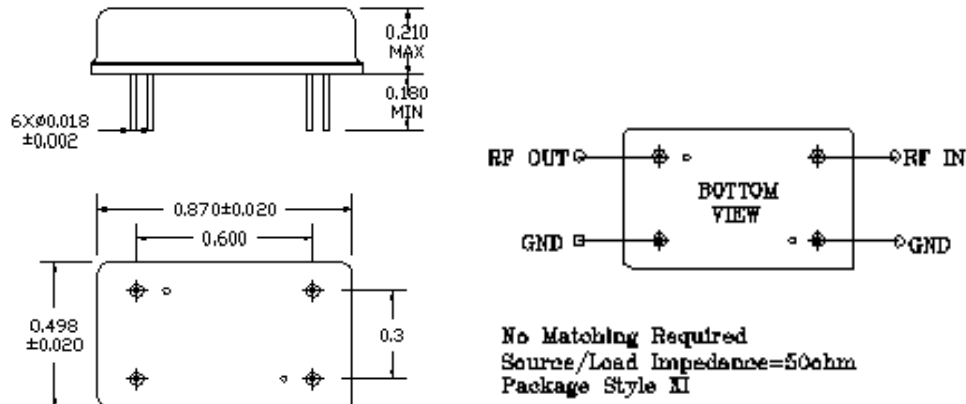 0.210
MAX
0.180
MIN
6XØ0.018
±0.002
0.870±0.020
0.600
0.498
±0.020
0.3
RF OUT
RF IN
BOTTOM
VIEW
GND
GND
No Matching Required
Source/Load Impedance=50ohm
Package Style XI